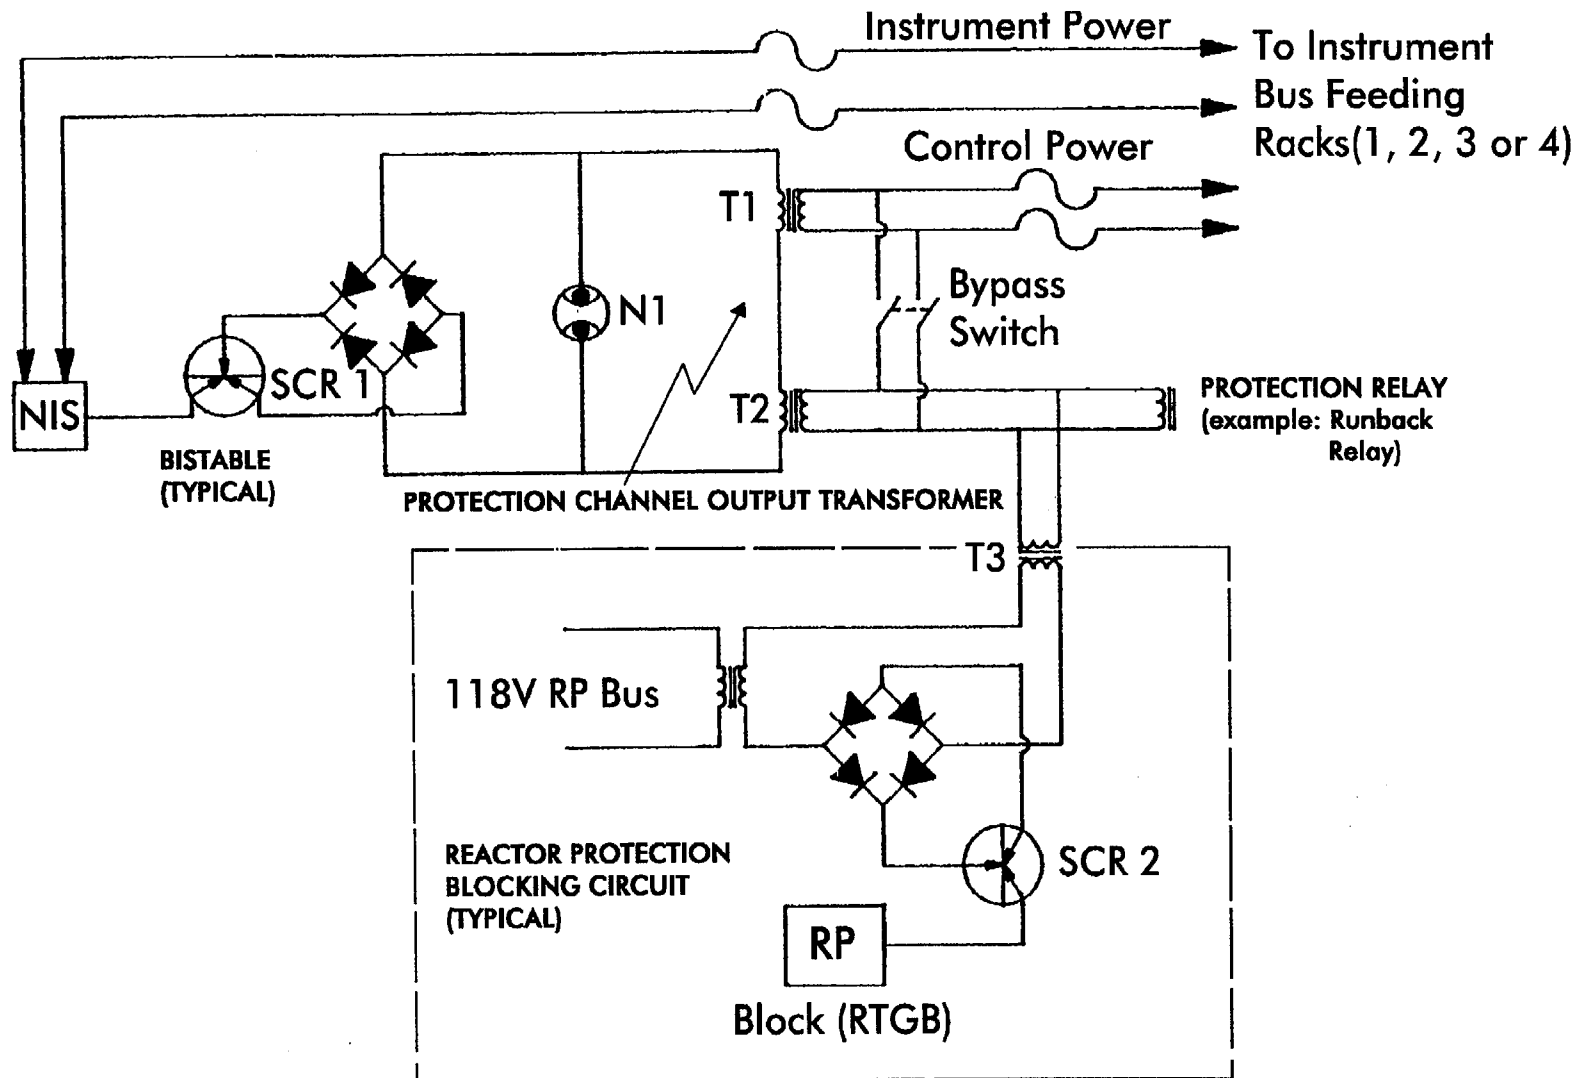 Instrument Power
To Instrument
Bus Feeding
Racks(1, 2, 3 or 4)
Control Power
T1
N1
Bypass
Switch
NIS
SCR 1
T2
PROTECTION RELAY
(example: Runback
Relay)
BISTABLE
(TYPICAL)
PROTECTION CHANNEL OUTPUT TRANSFORMER
T3
118V RP Bus
REACTOR PROTECTION
BLOCKING CIRCUIT
(TYPICAL)
SCR 2
RP
Block (RTGB)